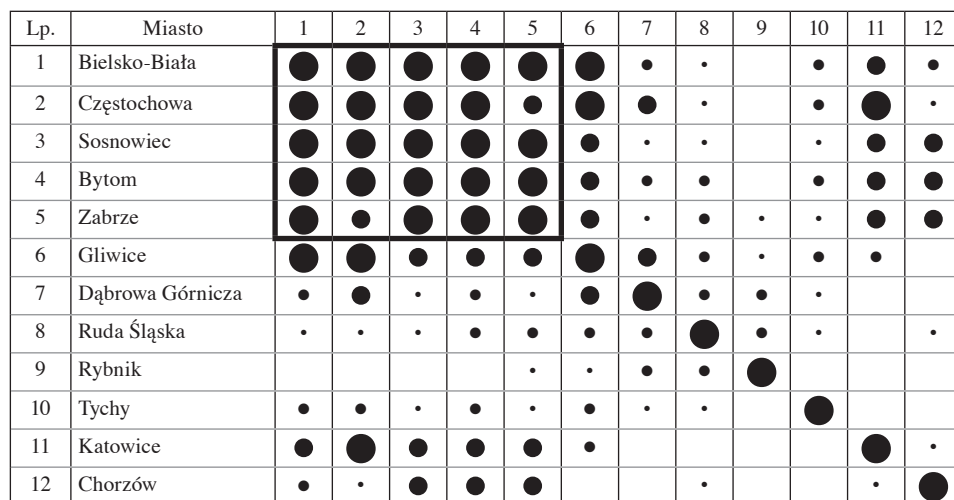 Lp. Miasto 1 2 3 4 5 6 7 8 9 10 11 12
1 Bielsko-Biała
2 Częstochowa
3 Sosnowiec
4 Bytom
5 Zabrze
6 Gliwice
7 Dąbrowa Górnicza
8 Ruda Śląska
9 Rybnik
10 Tychy
11 Katowice
12 Chorzów